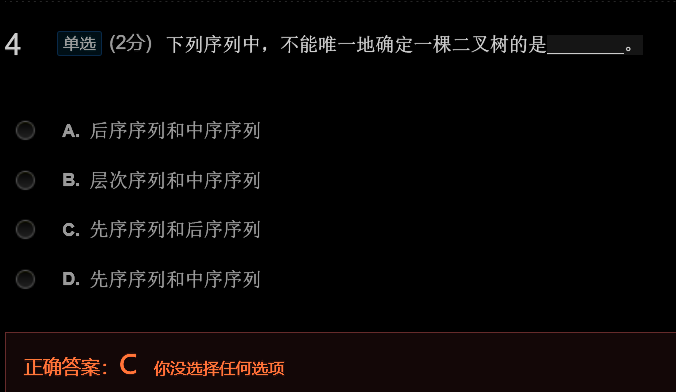 4 单选 (2分) 下列序列中，不能唯一地确定一棵二叉树的是________。
A. 后序序列和中序序列
B. 层次序列和中序序列
C. 先序序列和后序序列
D. 先序序列和中序序列
正确答案：C 你没选择任何选项